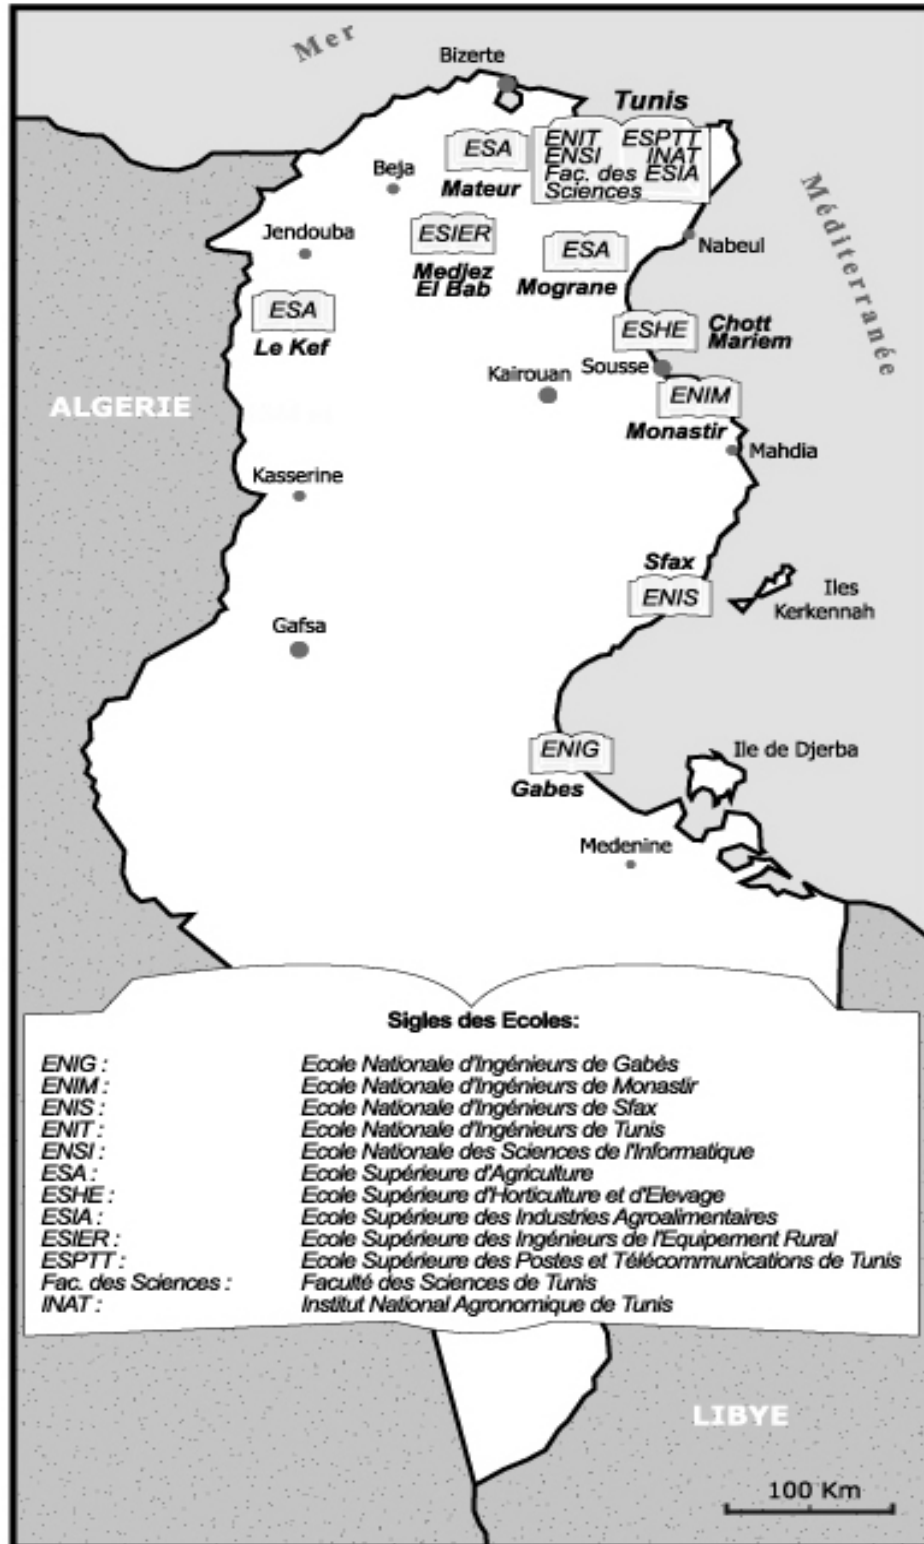 Mer
Bizerte
Tunis
ENIT ESPTT
ENSI INAT
Fac. des ESIA
Sciences
ESA
Mateur
Beja
Méditerranée
Jendouba
ESIER
Medjez
El Bab
ESA
Mograne
Nabeul
ESA
Le Kef
ESHE
Chott
Mariem
Sousse
Kairouan
ALGERIE
ENIM
Monastir
Mahdia
Kasserine
Sfax
ENIS
Iles
Kerkennah
Gafsa
ENIG
Gabes
Ile de Djerba
Medenine
Sigles des Ecoles:
ENIG : Ecole Nationale d'Ingénieurs de Gabès
ENIM : Ecole Nationale d'Ingénieurs de Monastir
ENIS : Ecole Nationale d'Ingénieurs de Sfax
ENIT : Ecole Nationale d'Ingénieurs de Tunis
ENSI : Ecole Nationale des Sciences de l'Informatique
ESA : Ecole Supérieure d'Agriculture
ESHE : Ecole Supérieure d'Horticulture et d'Elevage
ESIA : Ecole Supérieure des Industries Agroalimentaires
ESIER : Ecole Supérieure des Ingénieurs de l'Equipement Rural
ESPTT : Ecole Supérieure des Postes et Télécommunications de Tunis
Fac. des Sciences : Faculté des Sciences de Tunis
INAT : Institut National Agronomique de Tunis
LIBYE
100 Km